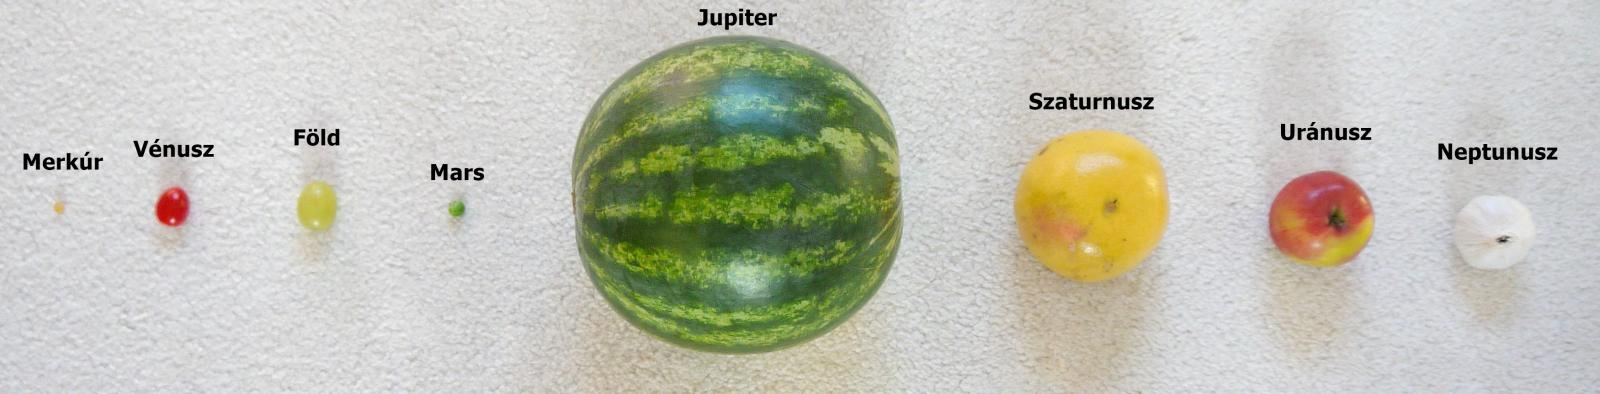 Merkúr
Vénusz
Föld
Mars
Jupiter
Szaturnusz
Uránusz
Neptunusz